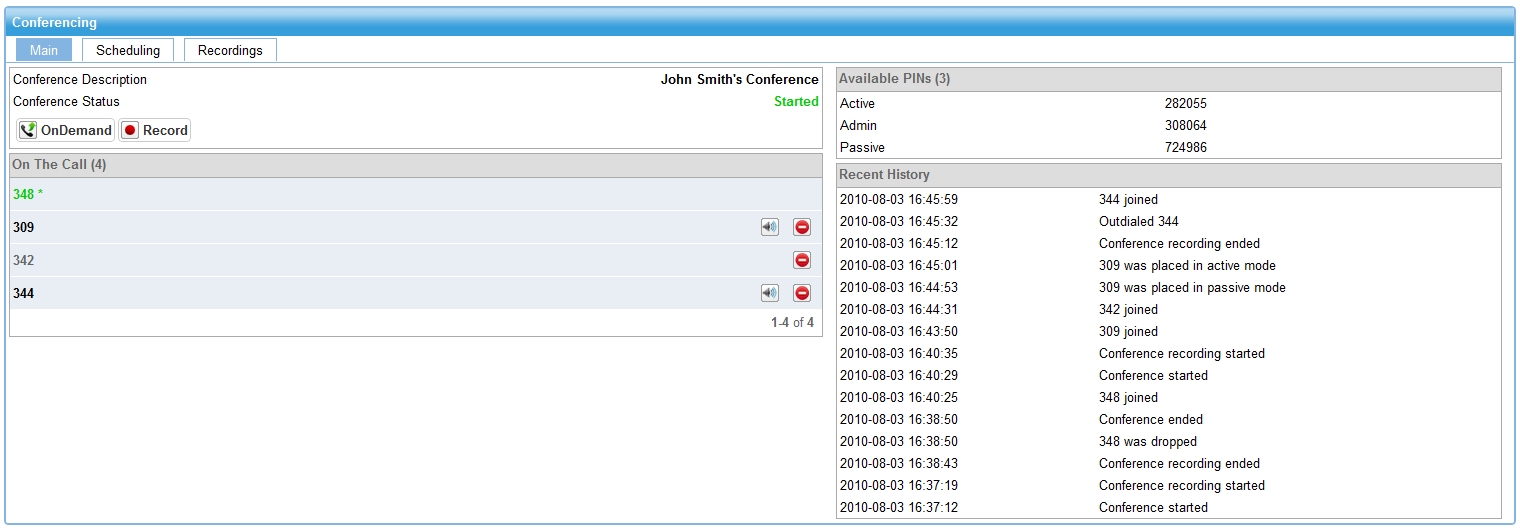 Conferencing
Main Scheduling Recordings
Conference Description John Smith's Conference
Conference Status Started
OnDemand Record
On The Call (4)
348 *
309
342
344
1-4 of 4
Available PINs (3)
Active 282055
Admin 308064
Passive 724986
Recent History
2010-08-03 16:45:59 344 joined
2010-08-03 16:45:32 Outdialed 344
2010-08-03 16:45:12 Conference recording ended
2010-08-03 16:45:01 309 was placed in active mode
2010-08-03 16:44:53 309 was placed in passive mode
2010-08-03 16:44:31 342 joined
2010-08-03 16:43:50 309 joined
2010-08-03 16:40:35 Conference recording started
2010-08-03 16:40:29 Conference started
2010-08-03 16:40:25 348 joined
2010-08-03 16:38:50 Conference ended
2010-08-03 16:38:50 348 was dropped
2010-08-03 16:38:43 Conference recording ended
2010-08-03 16:37:19 Conference recording started
2010-08-03 16:37:12 Conference started